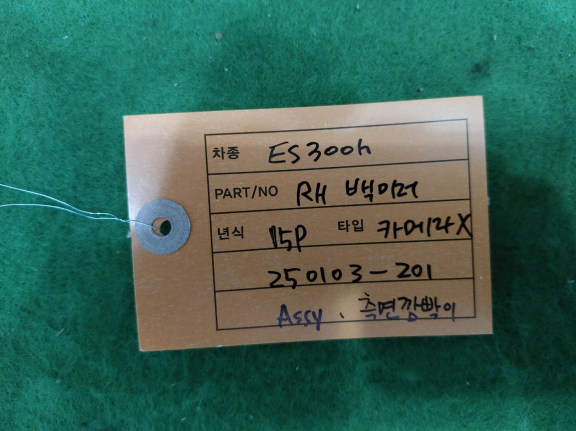 차종 ES300h
PART/NO RH 백미러
년식 15P 타입 카메라X
250103-201
Assy. 측면깜빡이